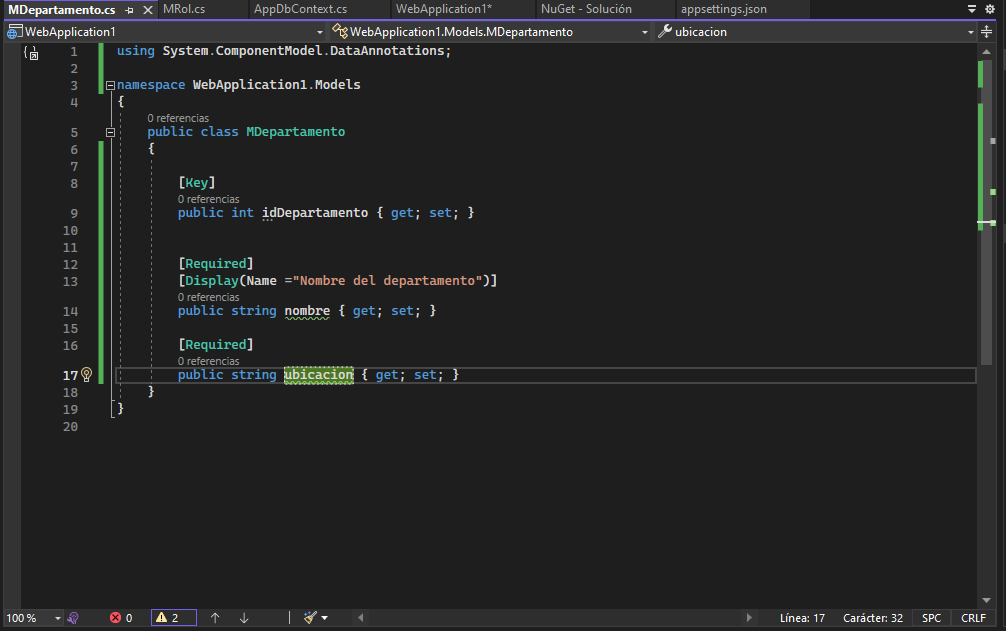 MDepartamento.cs MRol.cs AppDbContext.cs WebApplication1* NuGet - Solución appsettings.json
WebApplication1 WebApplication1.Models.MDepartamento ubicacion
1 using System.ComponentModel.DataAnnotations;
2
3 namespace WebApplication1.Models
4 {
0 referencias
5 public class MDepartamento
6 {
7
8 [Key]
0 referencias
9 public int idDepartamento { get; set; }
10
11
12 [Required]
13 [Display(Name ="Nombre del departamento")]
0 referencias
14 public string nombre { get; set; }
15
16 [Required]
0 referencias
17 public string ubicacion { get; set; }
18 }
19 }
20
100 % 0 2 Línea: 17 Carácter: 32 SPC CRLF